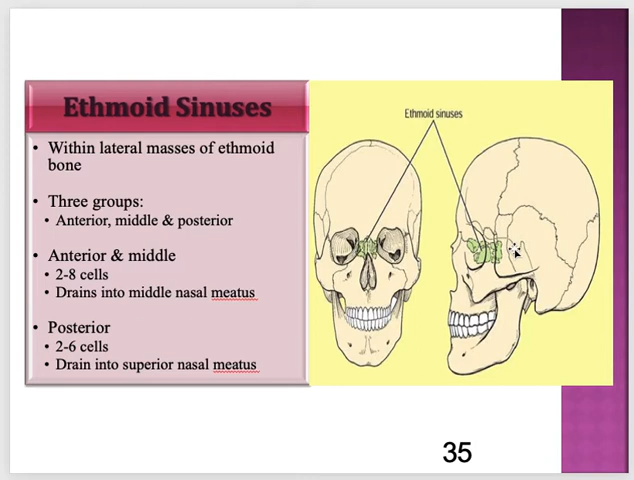 Ethmoid Sinuses
• Within lateral masses of ethmoid
bone
• Three groups:
• Anterior, middle & posterior
• Anterior & middle
• 2-8 cells
• Drains into middle nasal meatus
• Posterior
• 2-6 cells
• Drain into superior nasal meatus
Ethmoid sinuses
35